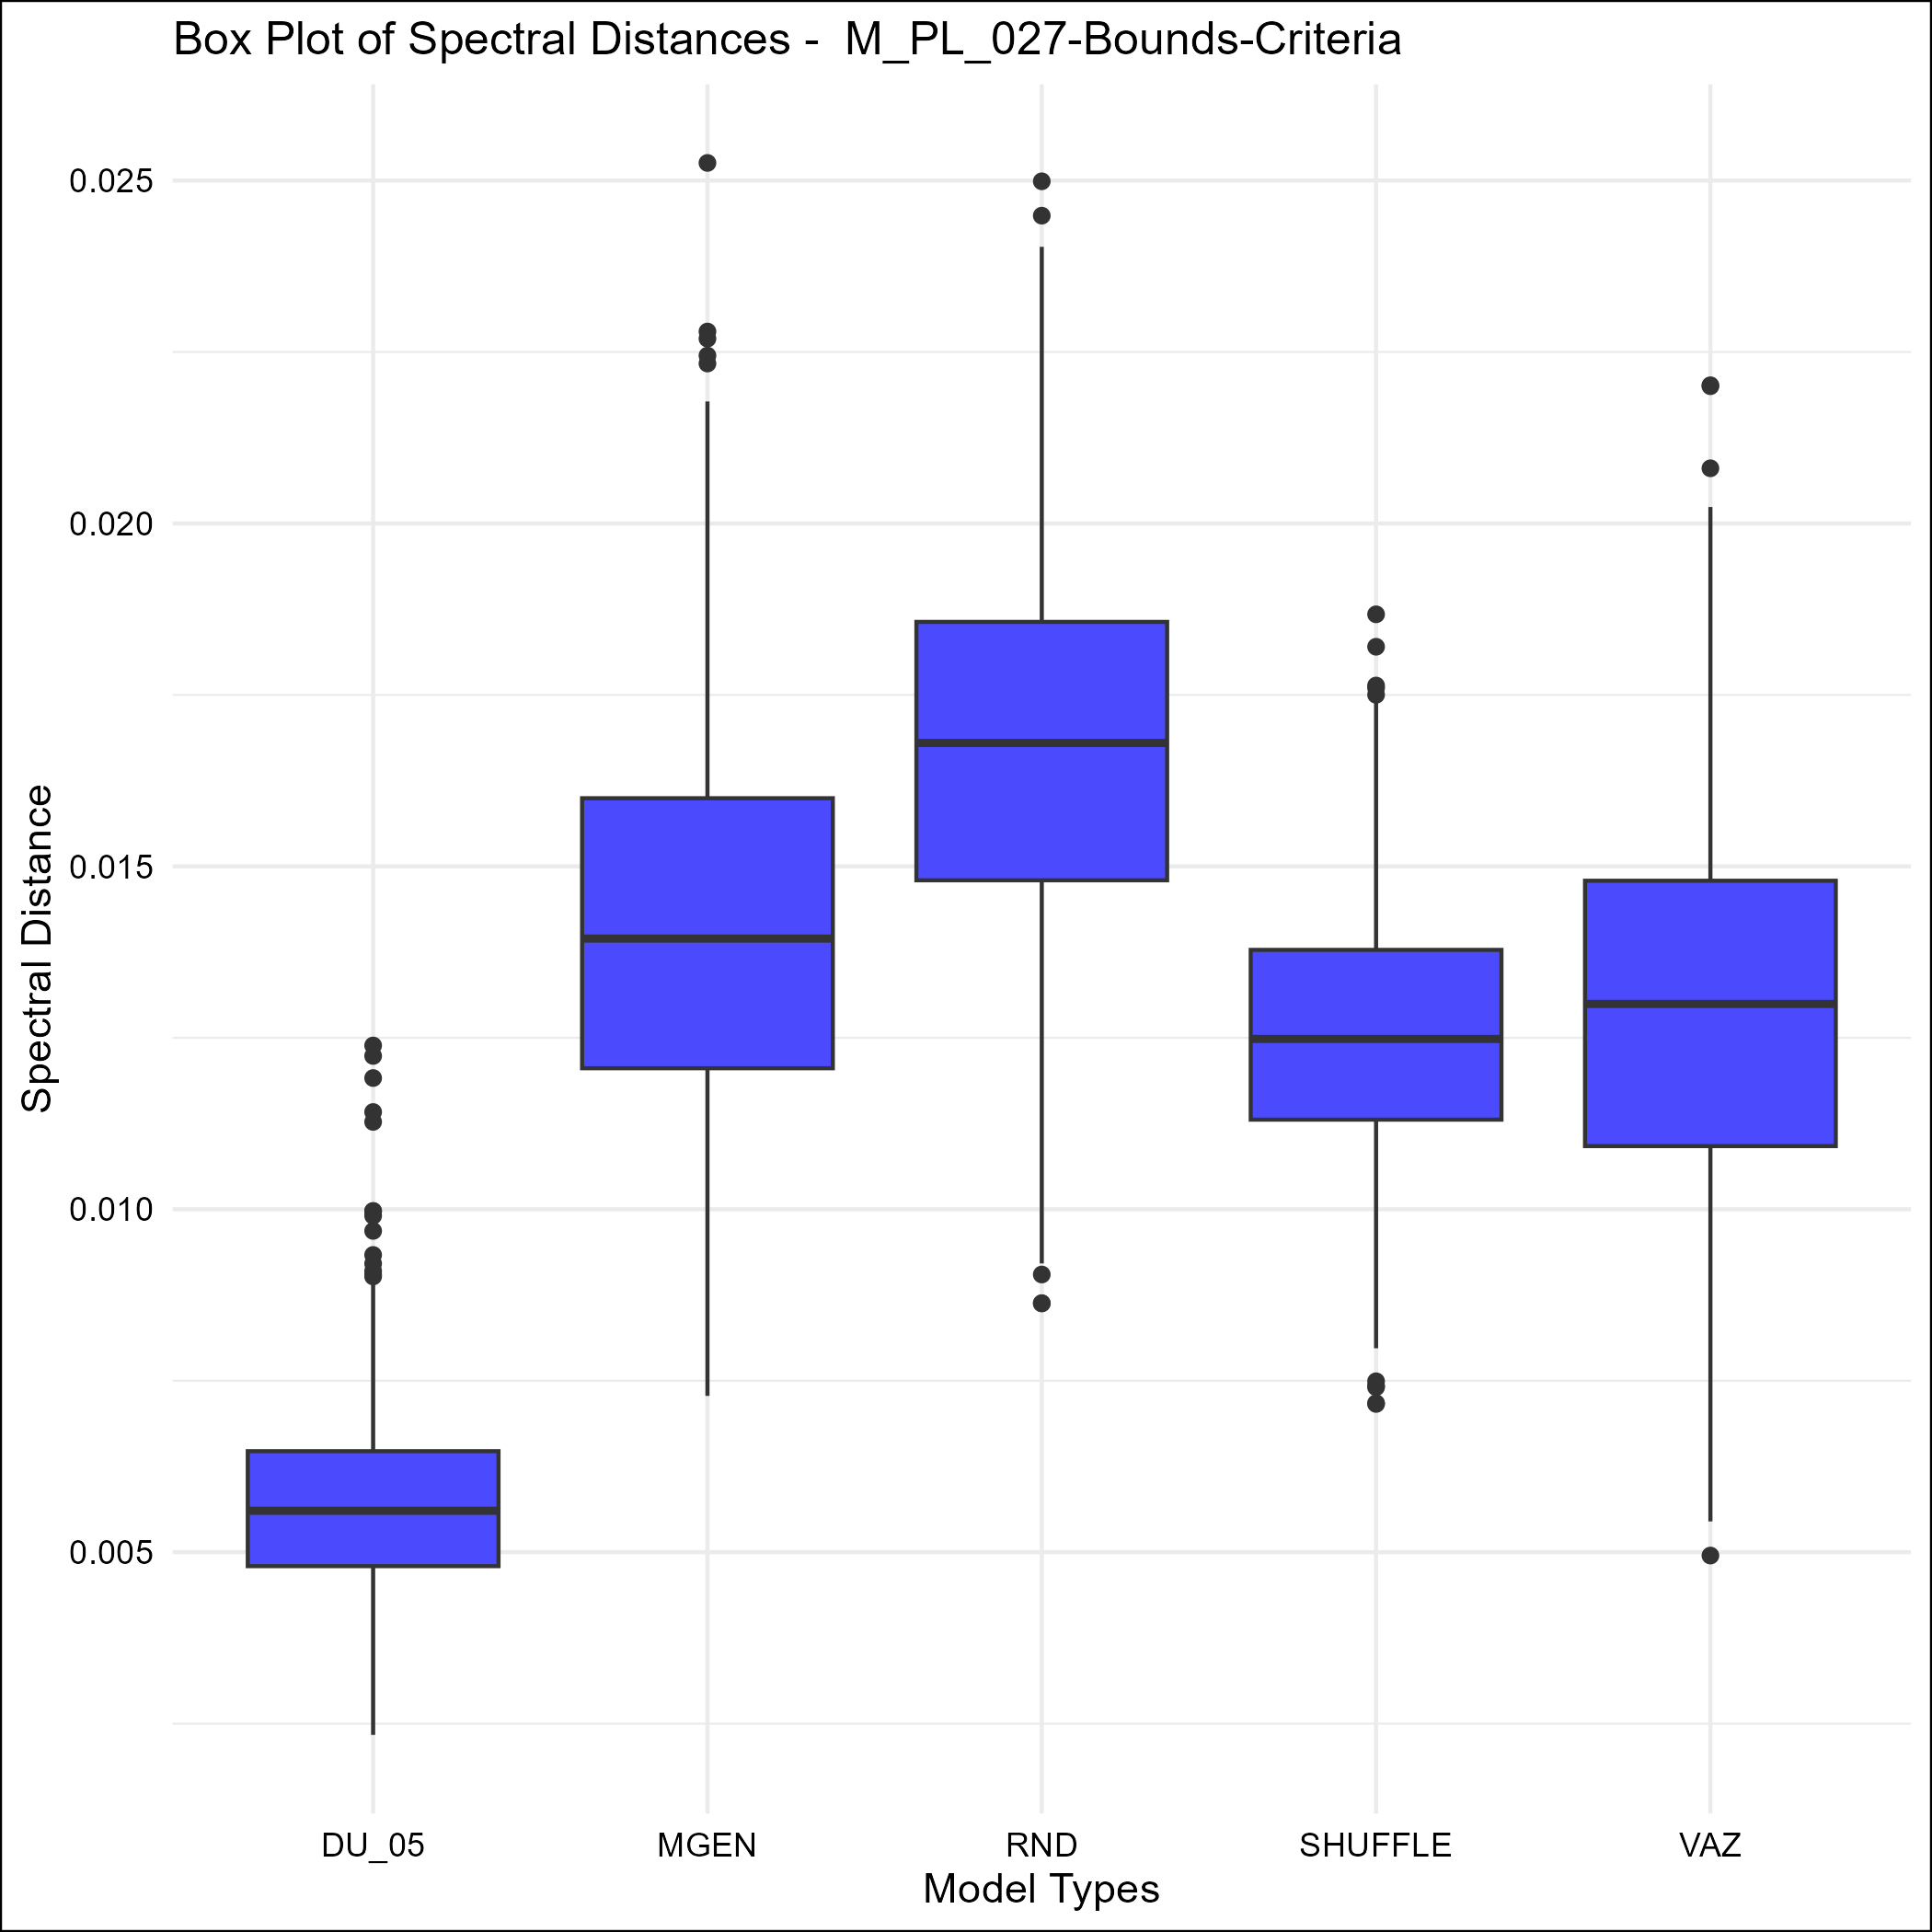 Box Plot of Spectral Distances -  M_PL_027-Bounds-Criteria
Spectral Distance
0.025
0.020
0.015
0.010
0.005
DU_05 MGEN RND SHUFFLE VAZ
Model Types